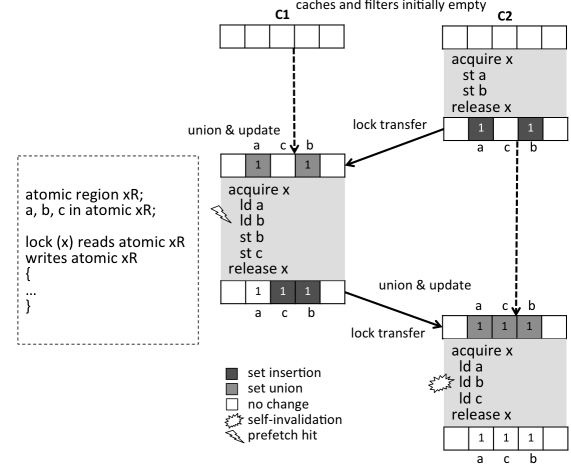 caches and filters initially empty
C1
C2
acquire x
st a
st b
release x
lock transfer
1 1
a c b
union & update
a c b
1 1
acquire x
ld a
ld b
st b
st c
release x
1 1 1
a c b
atomic region xR;
a, b, c in atomic xR;
lock (x) reads atomic xR
writes atomic xR
{
...
}
union & update
lock transfer
a c b
1 1 1
acquire x
ld a
ld b
ld c
release x
1 1 1
a c b
set insertion
set union
no change
self-invalidation
prefetch hit